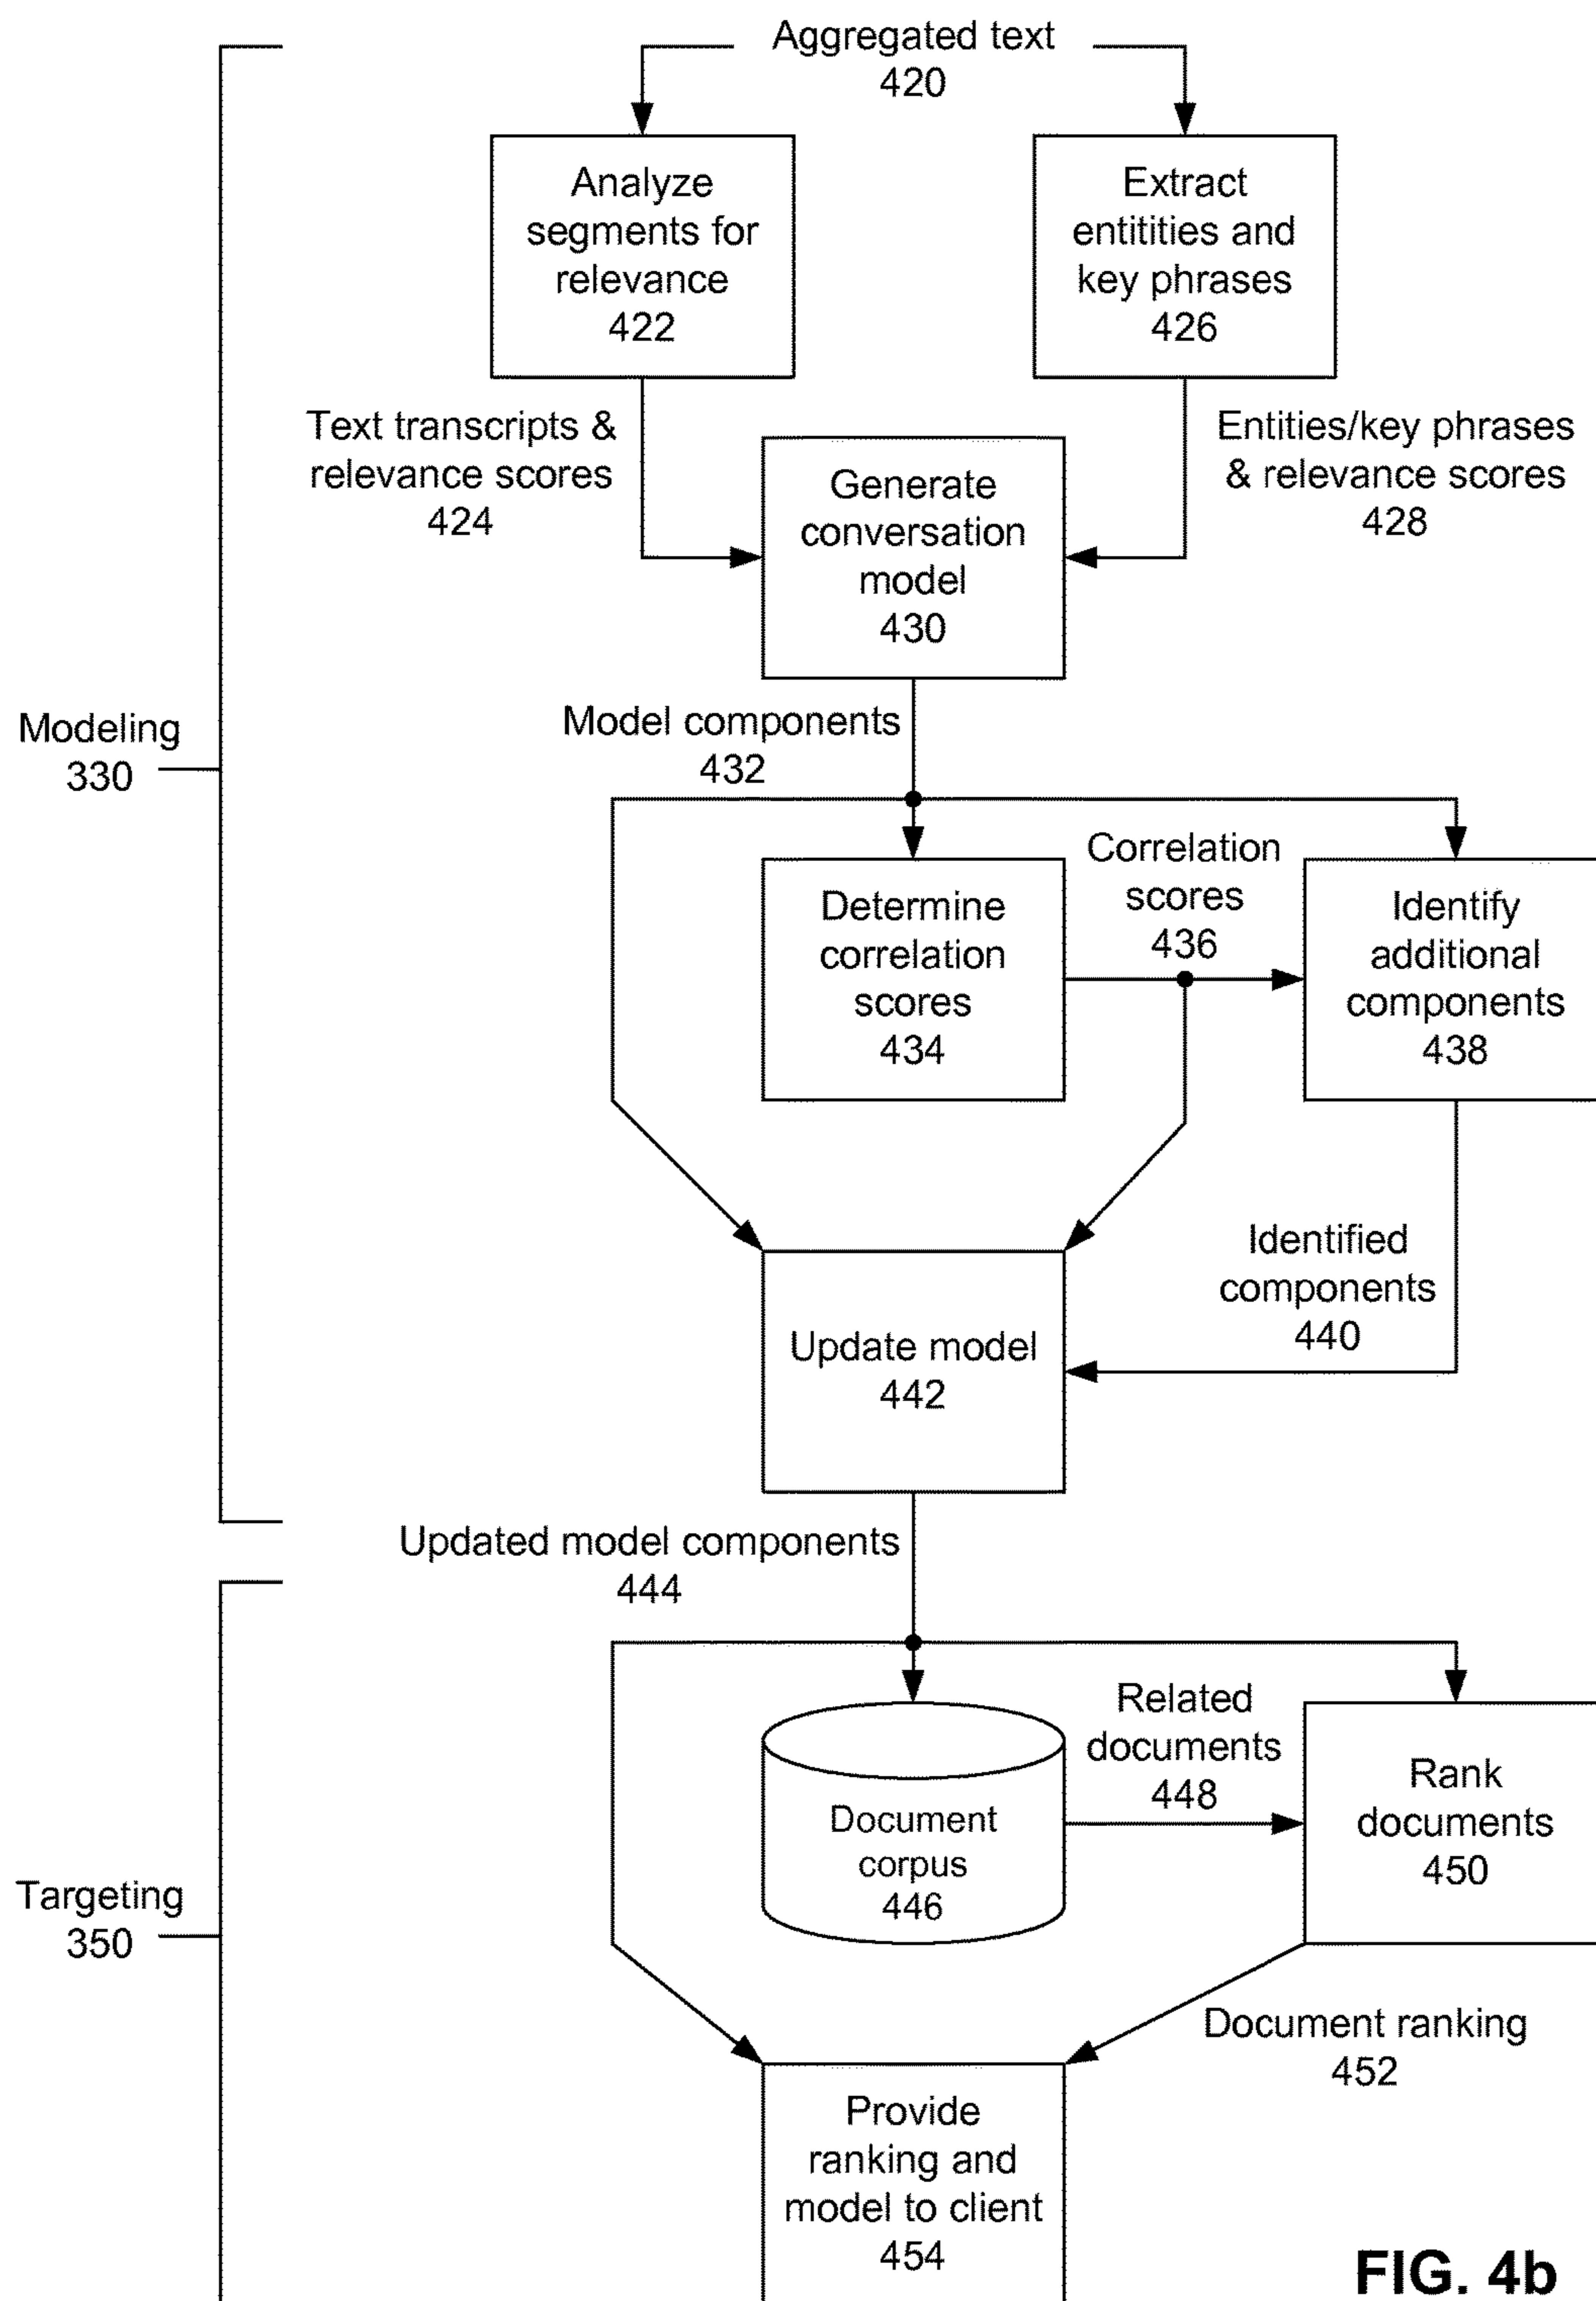 Aggregated text
420
Analyze
segments for
relevance
422
Extract
entitities and
key phrases
426
Text transcripts &
relevance scores
424
Entities/key phrases
& relevance scores
428
Generate
conversation
model
430
Modeling
330
Model components
432
Determine
correlation
scores
434
Correlation
scores
436
Identify
additional
components
438
Identified
components
440
Update model
442
Updated model components
444
Targeting
350
Document
corpus
446
Related
documents
448
Rank
documents
450
Document ranking
452
Provide
ranking and
model to client
454
FIG. 4b